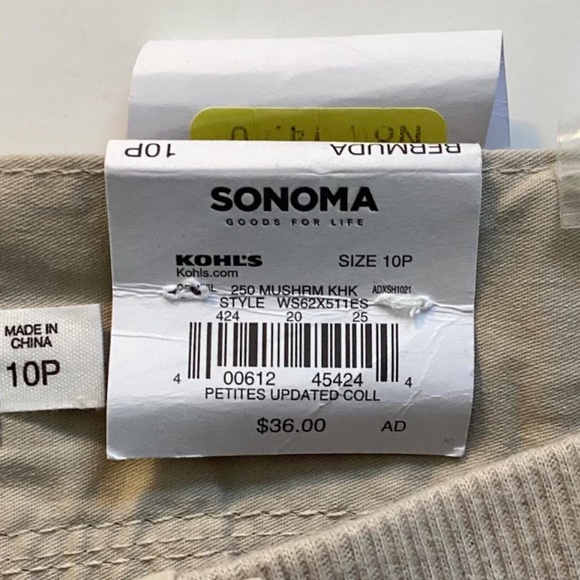 BERMUDA 10P
SONOMA
GOODS FOR LIFE
KOHL'S SIZE 10P
Kohls.com
250 MUSHRM KHK ADXSH1021
STYLE WS62X511ES
424 20 25
4 00612 45424 4
PETITES UPDATED COLL
$36.00 AD
MADE IN
CHINA
10P